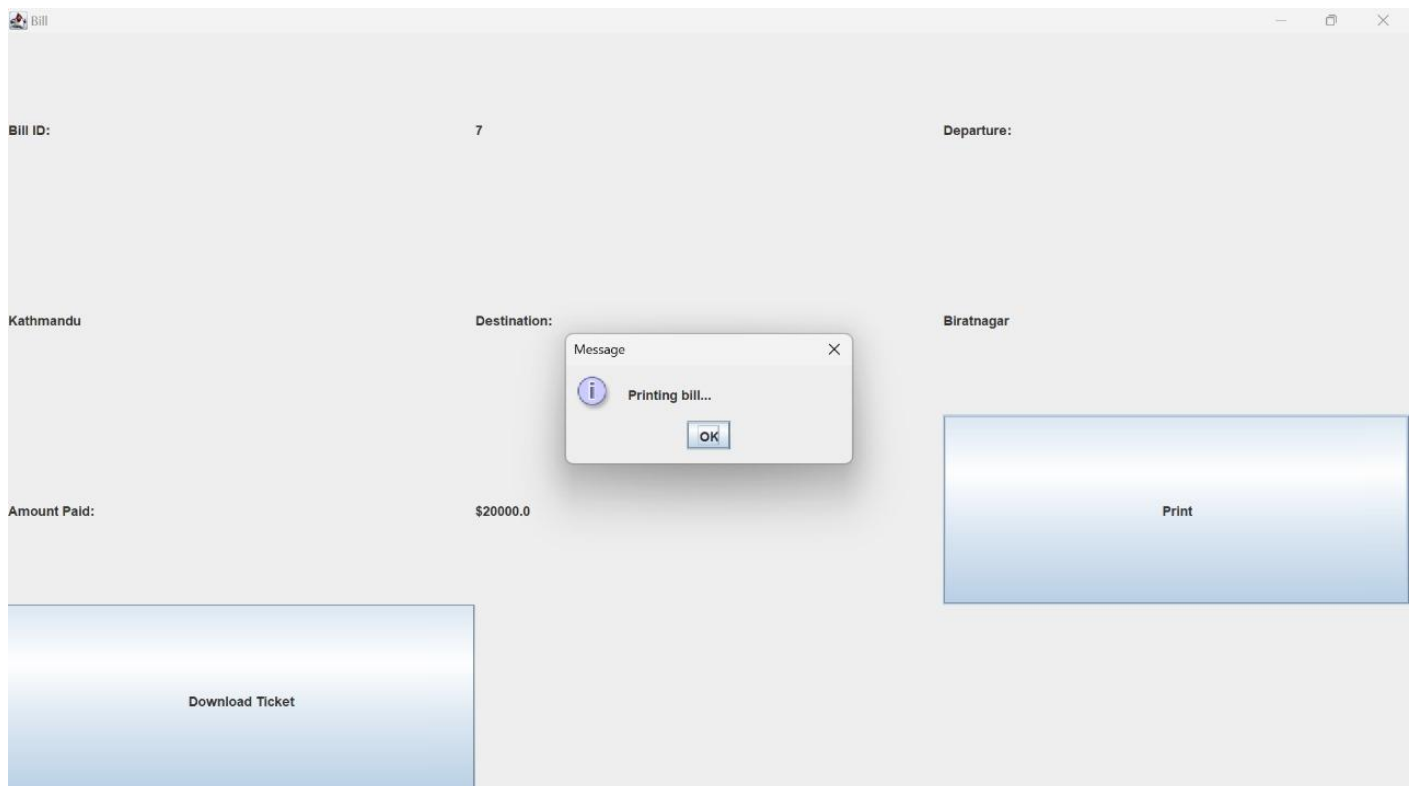 Bill
Bill ID: 7 Departure:
Kathmandu Destination: Biratnagar
Message
Printing bill...
OK
Amount Paid: $20000.0 Print
Download Ticket